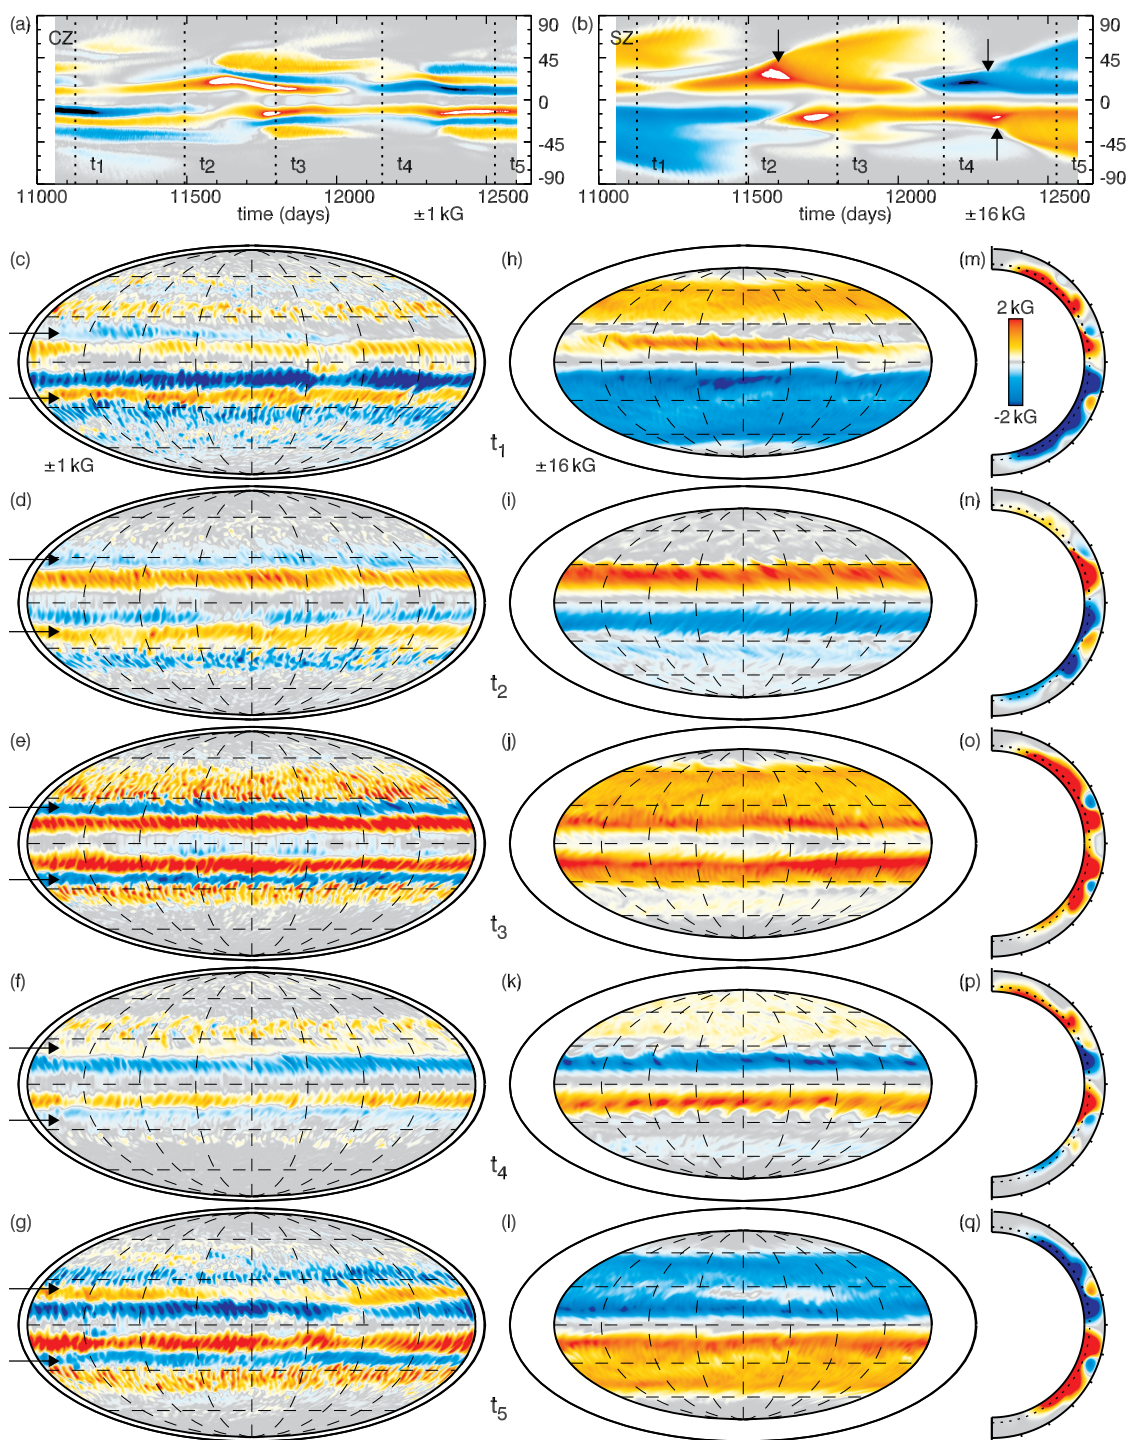 (a) CZ
t1 t2 t3 t4 t5
90
45
0
-45
-90
11000 11500 12000 12500
time (days) ±1 kG
(b) SZ
t1 t2 t3 t4 t5
90
45
0
-45
-90
11000 11500 12000 12500
time (days) ±16 kG
(c) (h) (m)
2 kG
-2 kG
t1
±1 kG ±16 kG
(d) (i) (n)
t2
(e) (j) (o)
t3
(f) (k) (p)
t4
(g) (l) (q)
t5